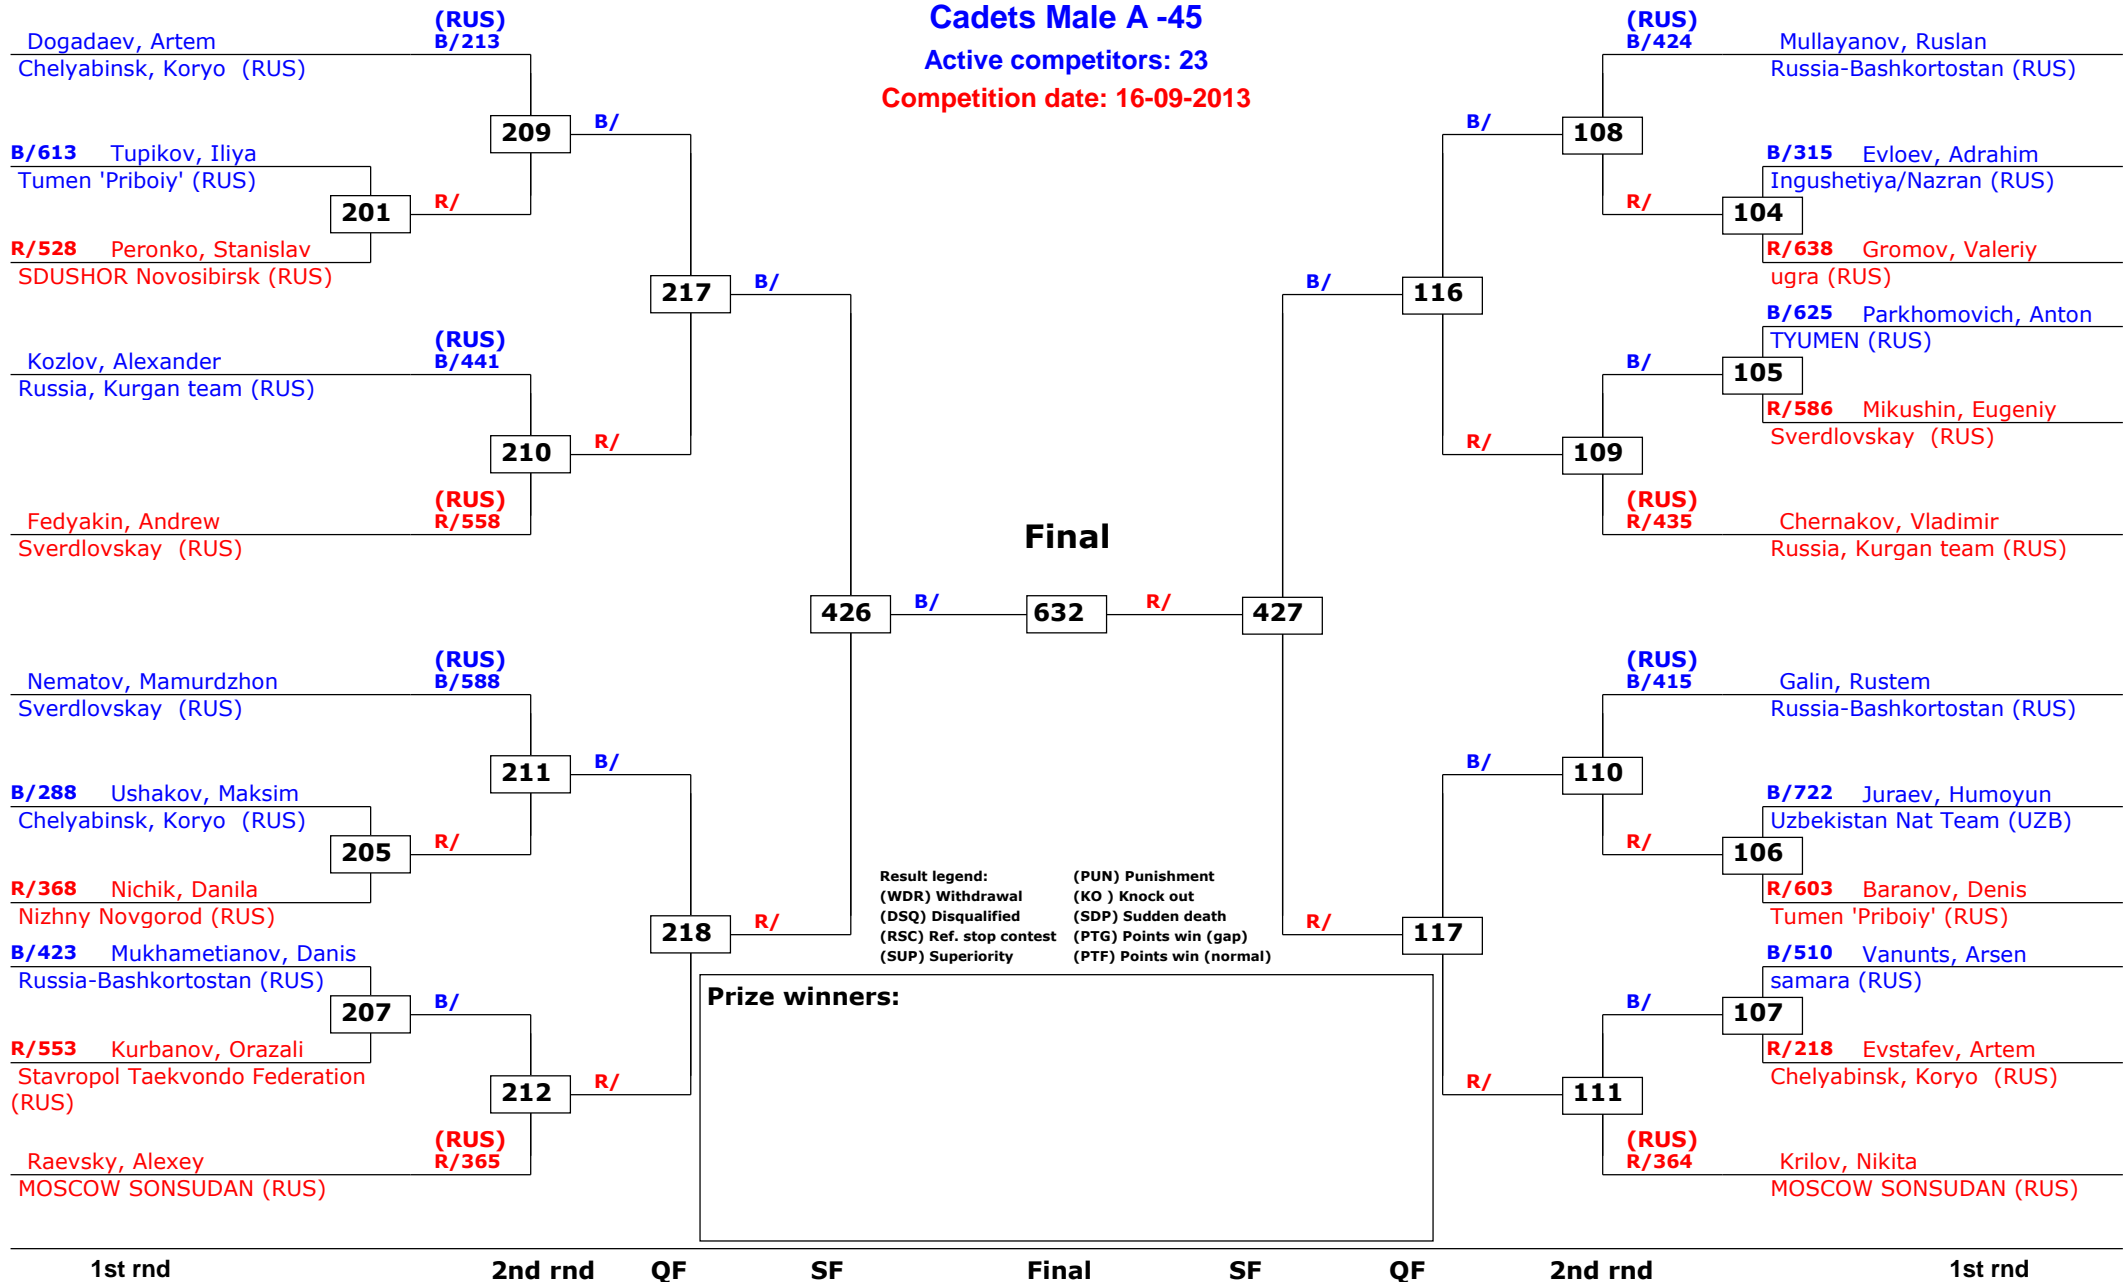 Cadets Male A -45
Active competitors: 23
Competition date: 16-09-2013
(RUS)
Dogadaev, Artem B/213
Chelyabinsk, Koryo (RUS)
209
B/
B/613 Tupikov, Iliya
Tumen 'Priboiy' (RUS)
201
R/
R/528 Peronko, Stanislav
SDUSHOR Novosibirsk (RUS)
217
B/
(RUS)
Kozlov, Alexander B/441
Russia, Kurgan team (RUS)
210
R/
(RUS)
Fedyakin, Andrew R/558
Sverdlovskay (RUS)
426
B/
(RUS)
Nematov, Mamurdzhon B/588
Sverdlovskay (RUS)
211
B/
B/288 Ushakov, Maksim
Chelyabinsk, Koryo (RUS)
205
R/
R/368 Nichik, Danila
Nizhny Novgorod (RUS)
218
R/
B/423 Mukhametianov, Danis
Russia-Bashkortostan (RUS)
207
B/
R/553 Kurbanov, Orazali
Stavropol Taekvondo Federation
(RUS)
212
R/
(RUS)
Raevsky, Alexey R/365
MOSCOW SONSUDAN (RUS)
Final
632
(RUS)
B/424 Mullayanov, Ruslan
Russia-Bashkortostan (RUS)
B/
108
B/315 Evloev, Adrahim
Ingushetiya/Nazran (RUS)
R/
104
R/638 Gromov, Valeriy
ugra (RUS)
B/
116
B/625 Parkhomovich, Anton
TYUMEN (RUS)
B/
105
R/586 Mikushin, Eugeniy
Sverdlovskay (RUS)
R/
109
(RUS)
R/435 Chernakov, Vladimir
Russia, Kurgan team (RUS)
R/
427
(RUS)
B/415 Galin, Rustem
Russia-Bashkortostan (RUS)
B/
110
B/722 Juraev, Humoyun
Uzbekistan Nat Team (UZB)
R/
106
R/603 Baranov, Denis
Tumen 'Priboiy' (RUS)
R/
117
B/510 Vanunts, Arsen
samara (RUS)
B/
107
R/218 Evstafev, Artem
Chelyabinsk, Koryo (RUS)
R/
111
(RUS)
R/364 Krilov, Nikita
MOSCOW SONSUDAN (RUS)
Result legend: (PUN) Punishment
(WDR) Withdrawal (KO ) Knock out
(DSQ) Disqualified (SDP) Sudden death
(RSC) Ref. stop contest (PTG) Points win (gap)
(SUP) Superiority (PTF) Points win (normal)
Prize winners:
1st rnd 2nd rnd QF SF Final SF QF 2nd rnd 1st rnd